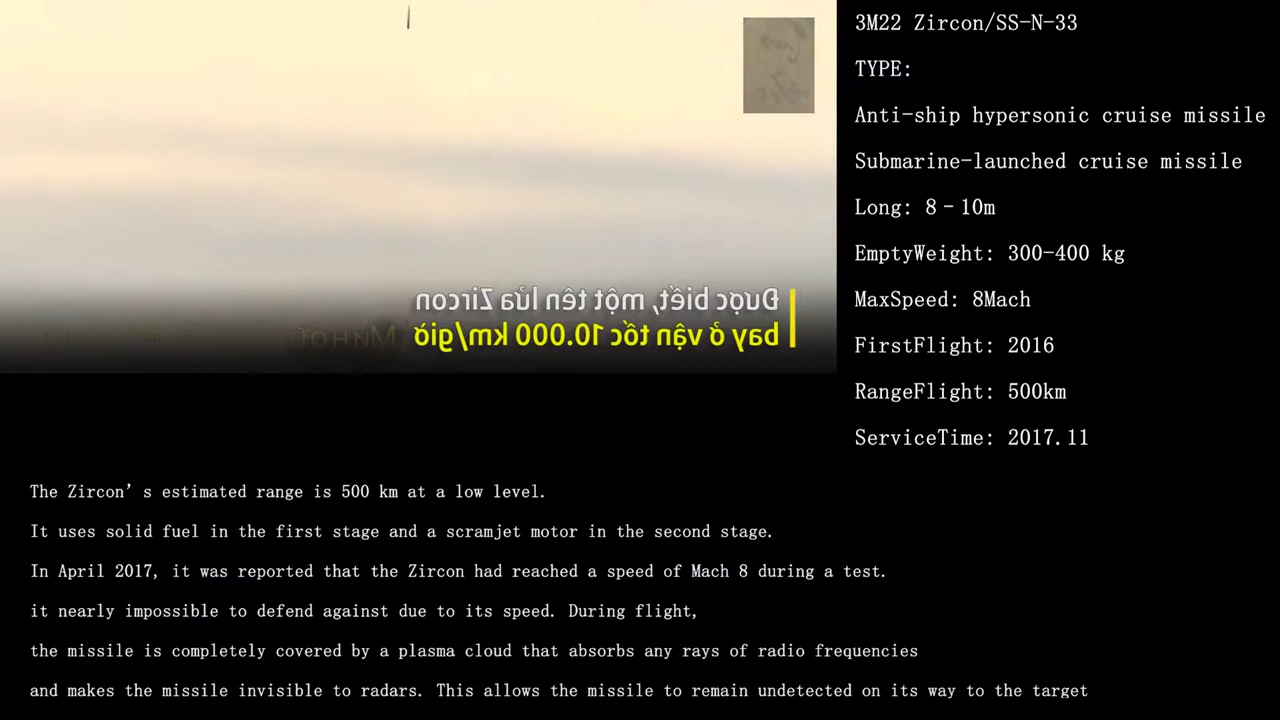 3M22 Zircon/SS-N-33
TYPE:
Anti-ship hypersonic cruise missile
Submarine-launched cruise missile
Long: 8-10m
EmptyWeight: 300-400 kg
MaxSpeed: 8Mach
FirstFlight: 2016
RangeFlight: 500km
ServiceTime: 2017.11
Được biết, một tên lửa Zircon
bay ở vận tốc 10.000 km/giờ
The Zircon's estimated range is 500 km at a low level.
It uses solid fuel in the first stage and a scramjet motor in the second stage.
In April 2017, it was reported that the Zircon had reached a speed of Mach 8 during a test.
it nearly impossible to defend against due to its speed. During flight,
the missile is completely covered by a plasma cloud that absorbs any rays of radio frequencies
and makes the missile invisible to radars. This allows the missile to remain undetected on its way to the target